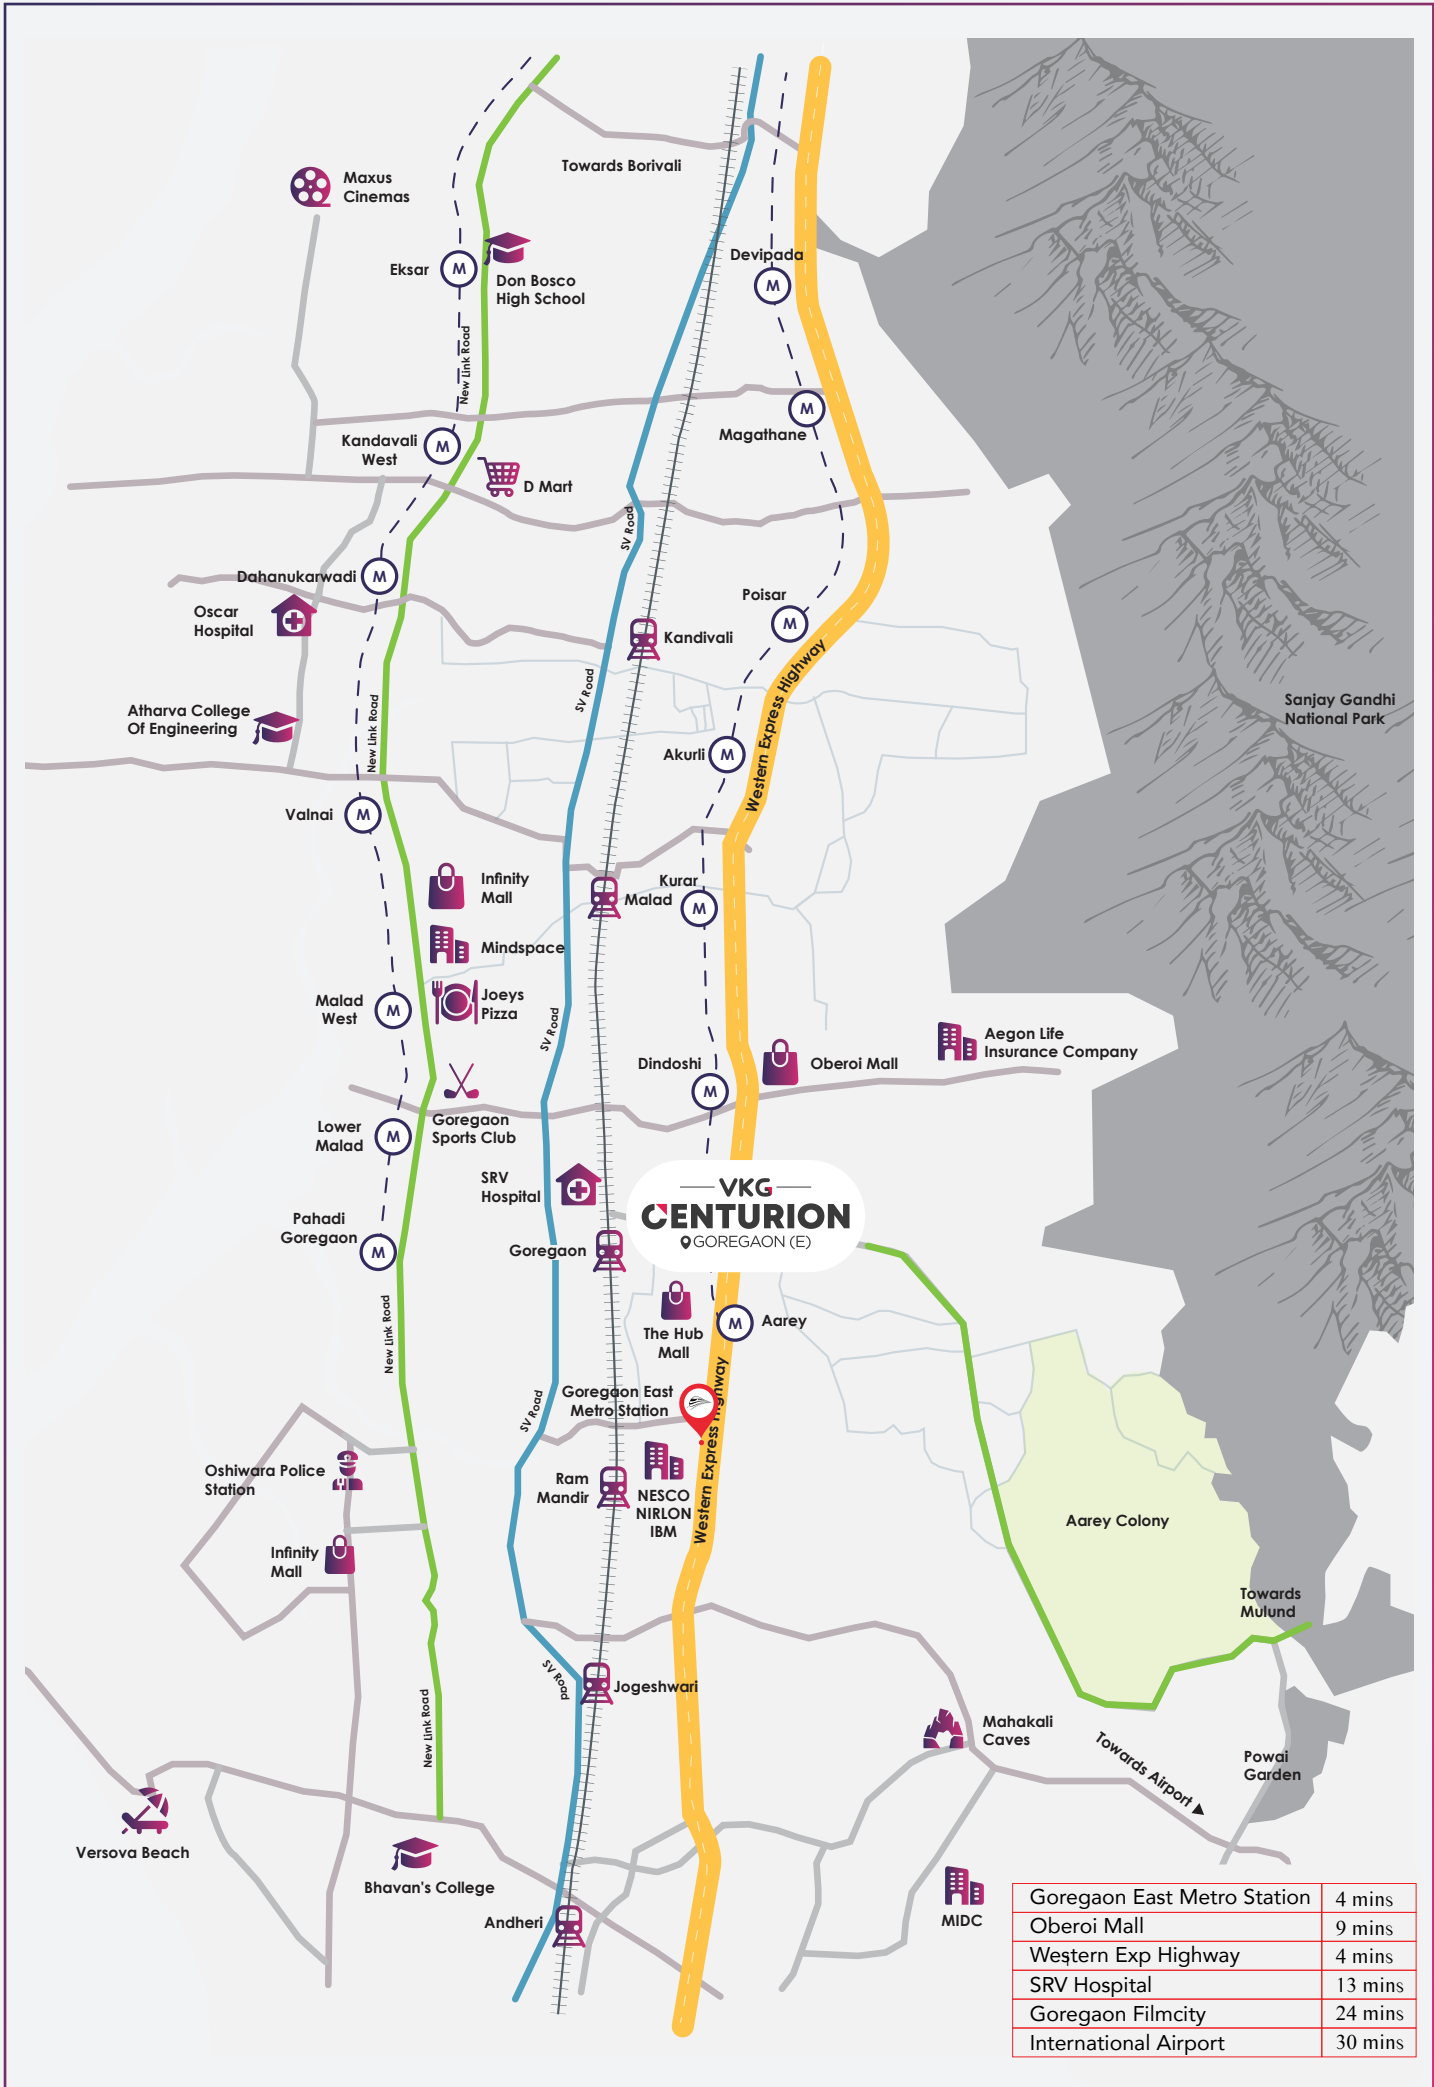 Towards Borivali
Maxus
Cinemas
Eksar
M
Don Bosco
High School
Devipada
M
New Link Road
M
Magathane
Kandavali
West
M
D Mart
SV Road
Dahanukarwadi
M
Oscar
Hospital
Poisar
M
Kandivali
Western Express Highway
SV Road
Sanjay Gandhi
National Park
Atharva College
Of Engineering
New Link Road
Akurli
M
Valnai
M
Infinity
Mall
Kurar
M
Malad
Mindspace
Malad
West
M
Joeys
Pizza
SV Road
Aegon Life
Insurance Company
Dindoshi
M
Oberoi Mall
Goregaon
Sports Club
Lower
Malad
M
SRV
Hospital
VKG
CENTURION
GOREGAON (E)
Pahadi
Goregaon
M
Goregaon
New Link Road
The Hub
Mall
M
Aarey
Goregaon East
Metro Station
SV Road
Western Express Highway
Oshiwara Police
Station
Ram
Mandir
NESCO
NIRLON
IBM
Aarey Colony
Infinity
Mall
Towards
Mulund
SV Road
Jogeshwari
New Link Road
Mahakali
Caves
Towards Airport
Powai
Garden
Versova Beach
Bhavan's College
Andheri
MIDC
Goregaon East Metro Station 4 mins
Oberoi Mall 9 mins
Western Exp Highway 4 mins
SRV Hospital 13 mins
Goregaon Filmcity 24 mins
International Airport 30 mins